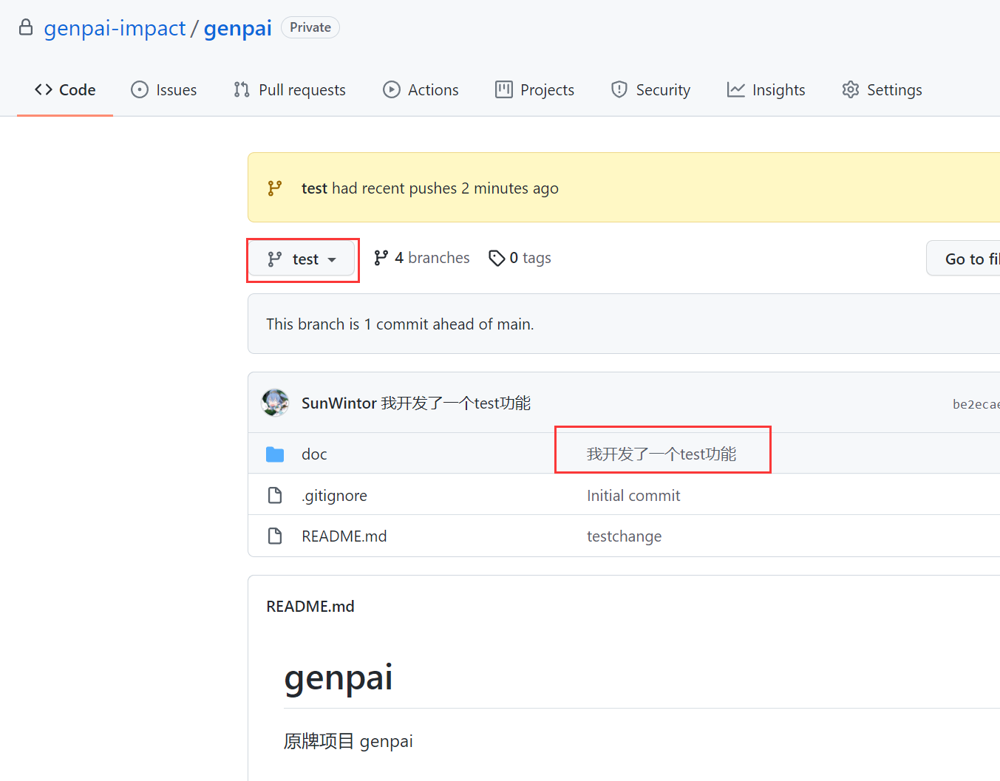 genpai-impact / genpai Private
Code Issues Pull requests Actions Projects Security Insights Settings
test had recent pushes 2 minutes ago
test 4 branches 0 tags Go to fil
This branch is 1 commit ahead of main.
SunWintor 我开发了一个test功能 be2ecae
doc 我开发了一个test功能
.gitignore Initial commit
README.md testchange
README.md
genpai
原牌项目 genpai